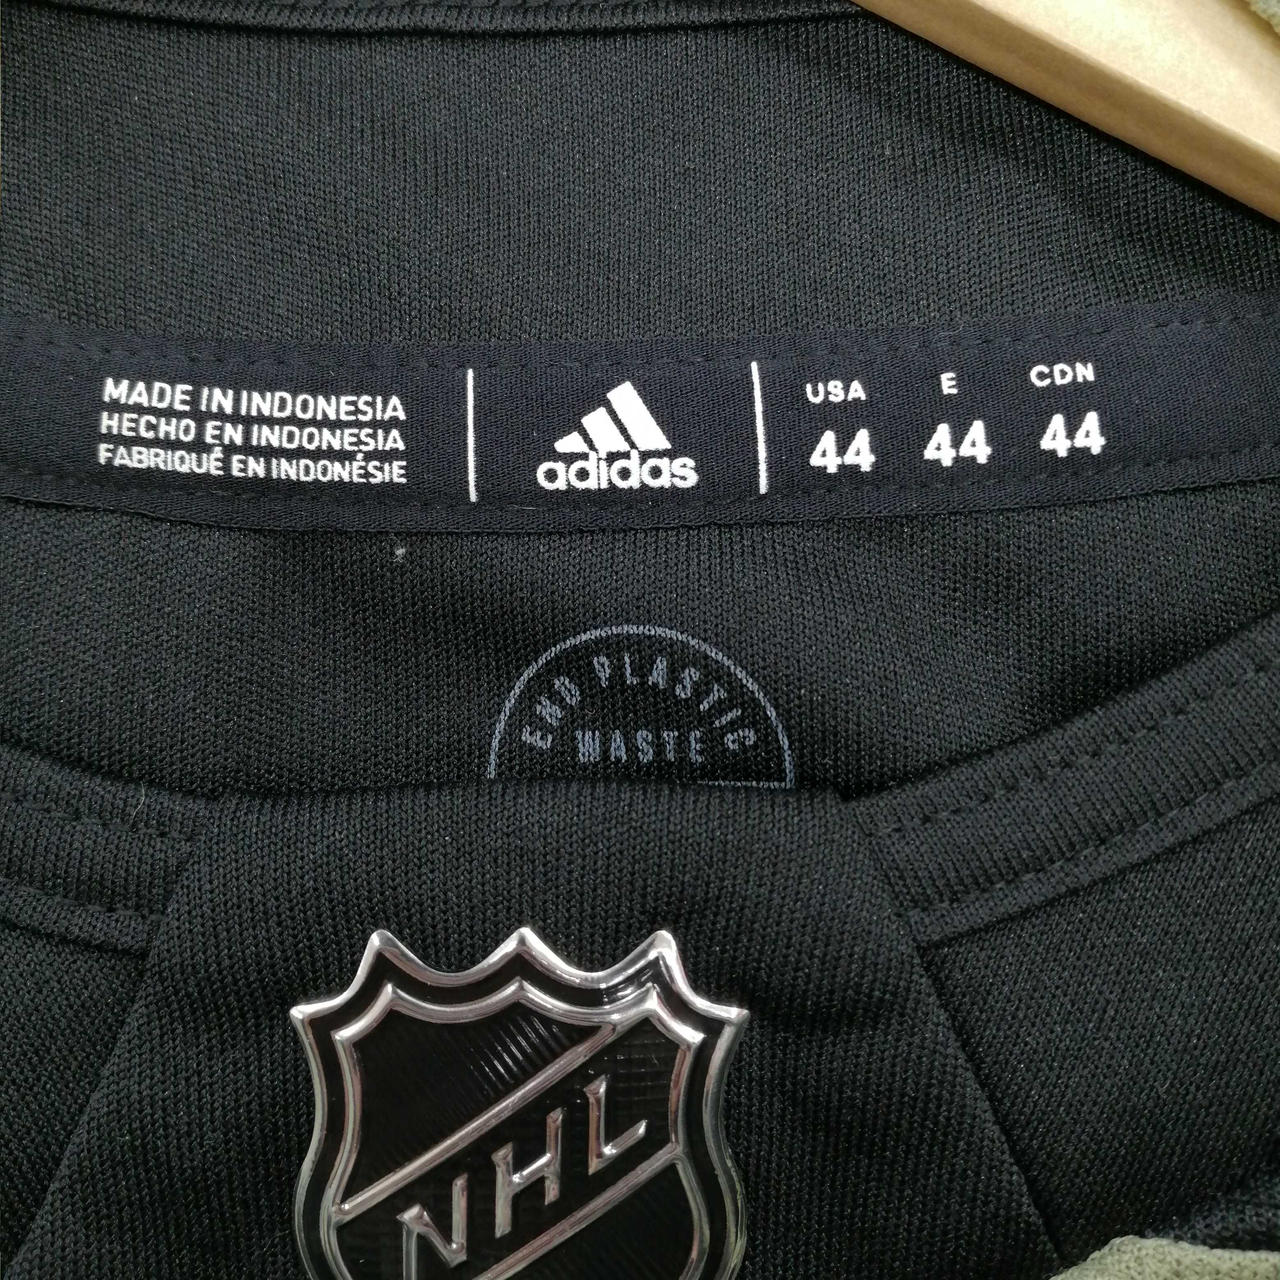 MADE IN INDONESIA
HECHO EN INDONESIA
FABRIQUÉ EN INDONÉSIE
adidas
USA E CDN
44 44 44
END PLASTIC
WASTE
NHL